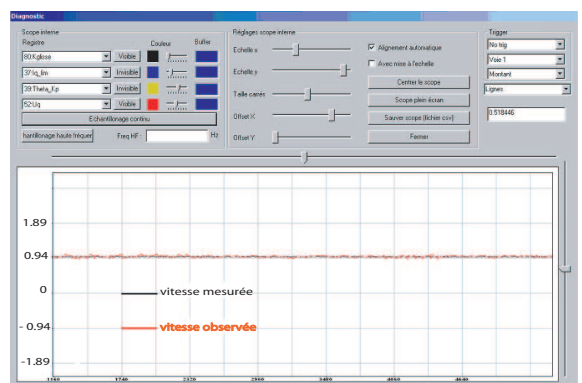 Diagnostic
Scope interne
Registre
Couleur
Buffer
80:Kglisse
Visible
37:Iq_lim
Invisible
39:Theta_Kp
Invisible
52:Uq
Visible
Echantillonage continu
hantillonage haute fréquer
Freq HF :
Hz
Réglages scope interne
Echelle x
Echelle y
Taille carrés
Offset X
Offset Y
Alignement automatique
Avec mise à l'echelle
Centrer le scope
Scope plein écran
Sauver scope (fichier csv)
Fermer
Trigger
No trig
Voie 1
Montant
Lignes
0.518446
1.89
0.94
0
- 0.94
-1.89
vitesse mesurée
vitesse observée
1160 1740 2320 2900 3480 4060 4640